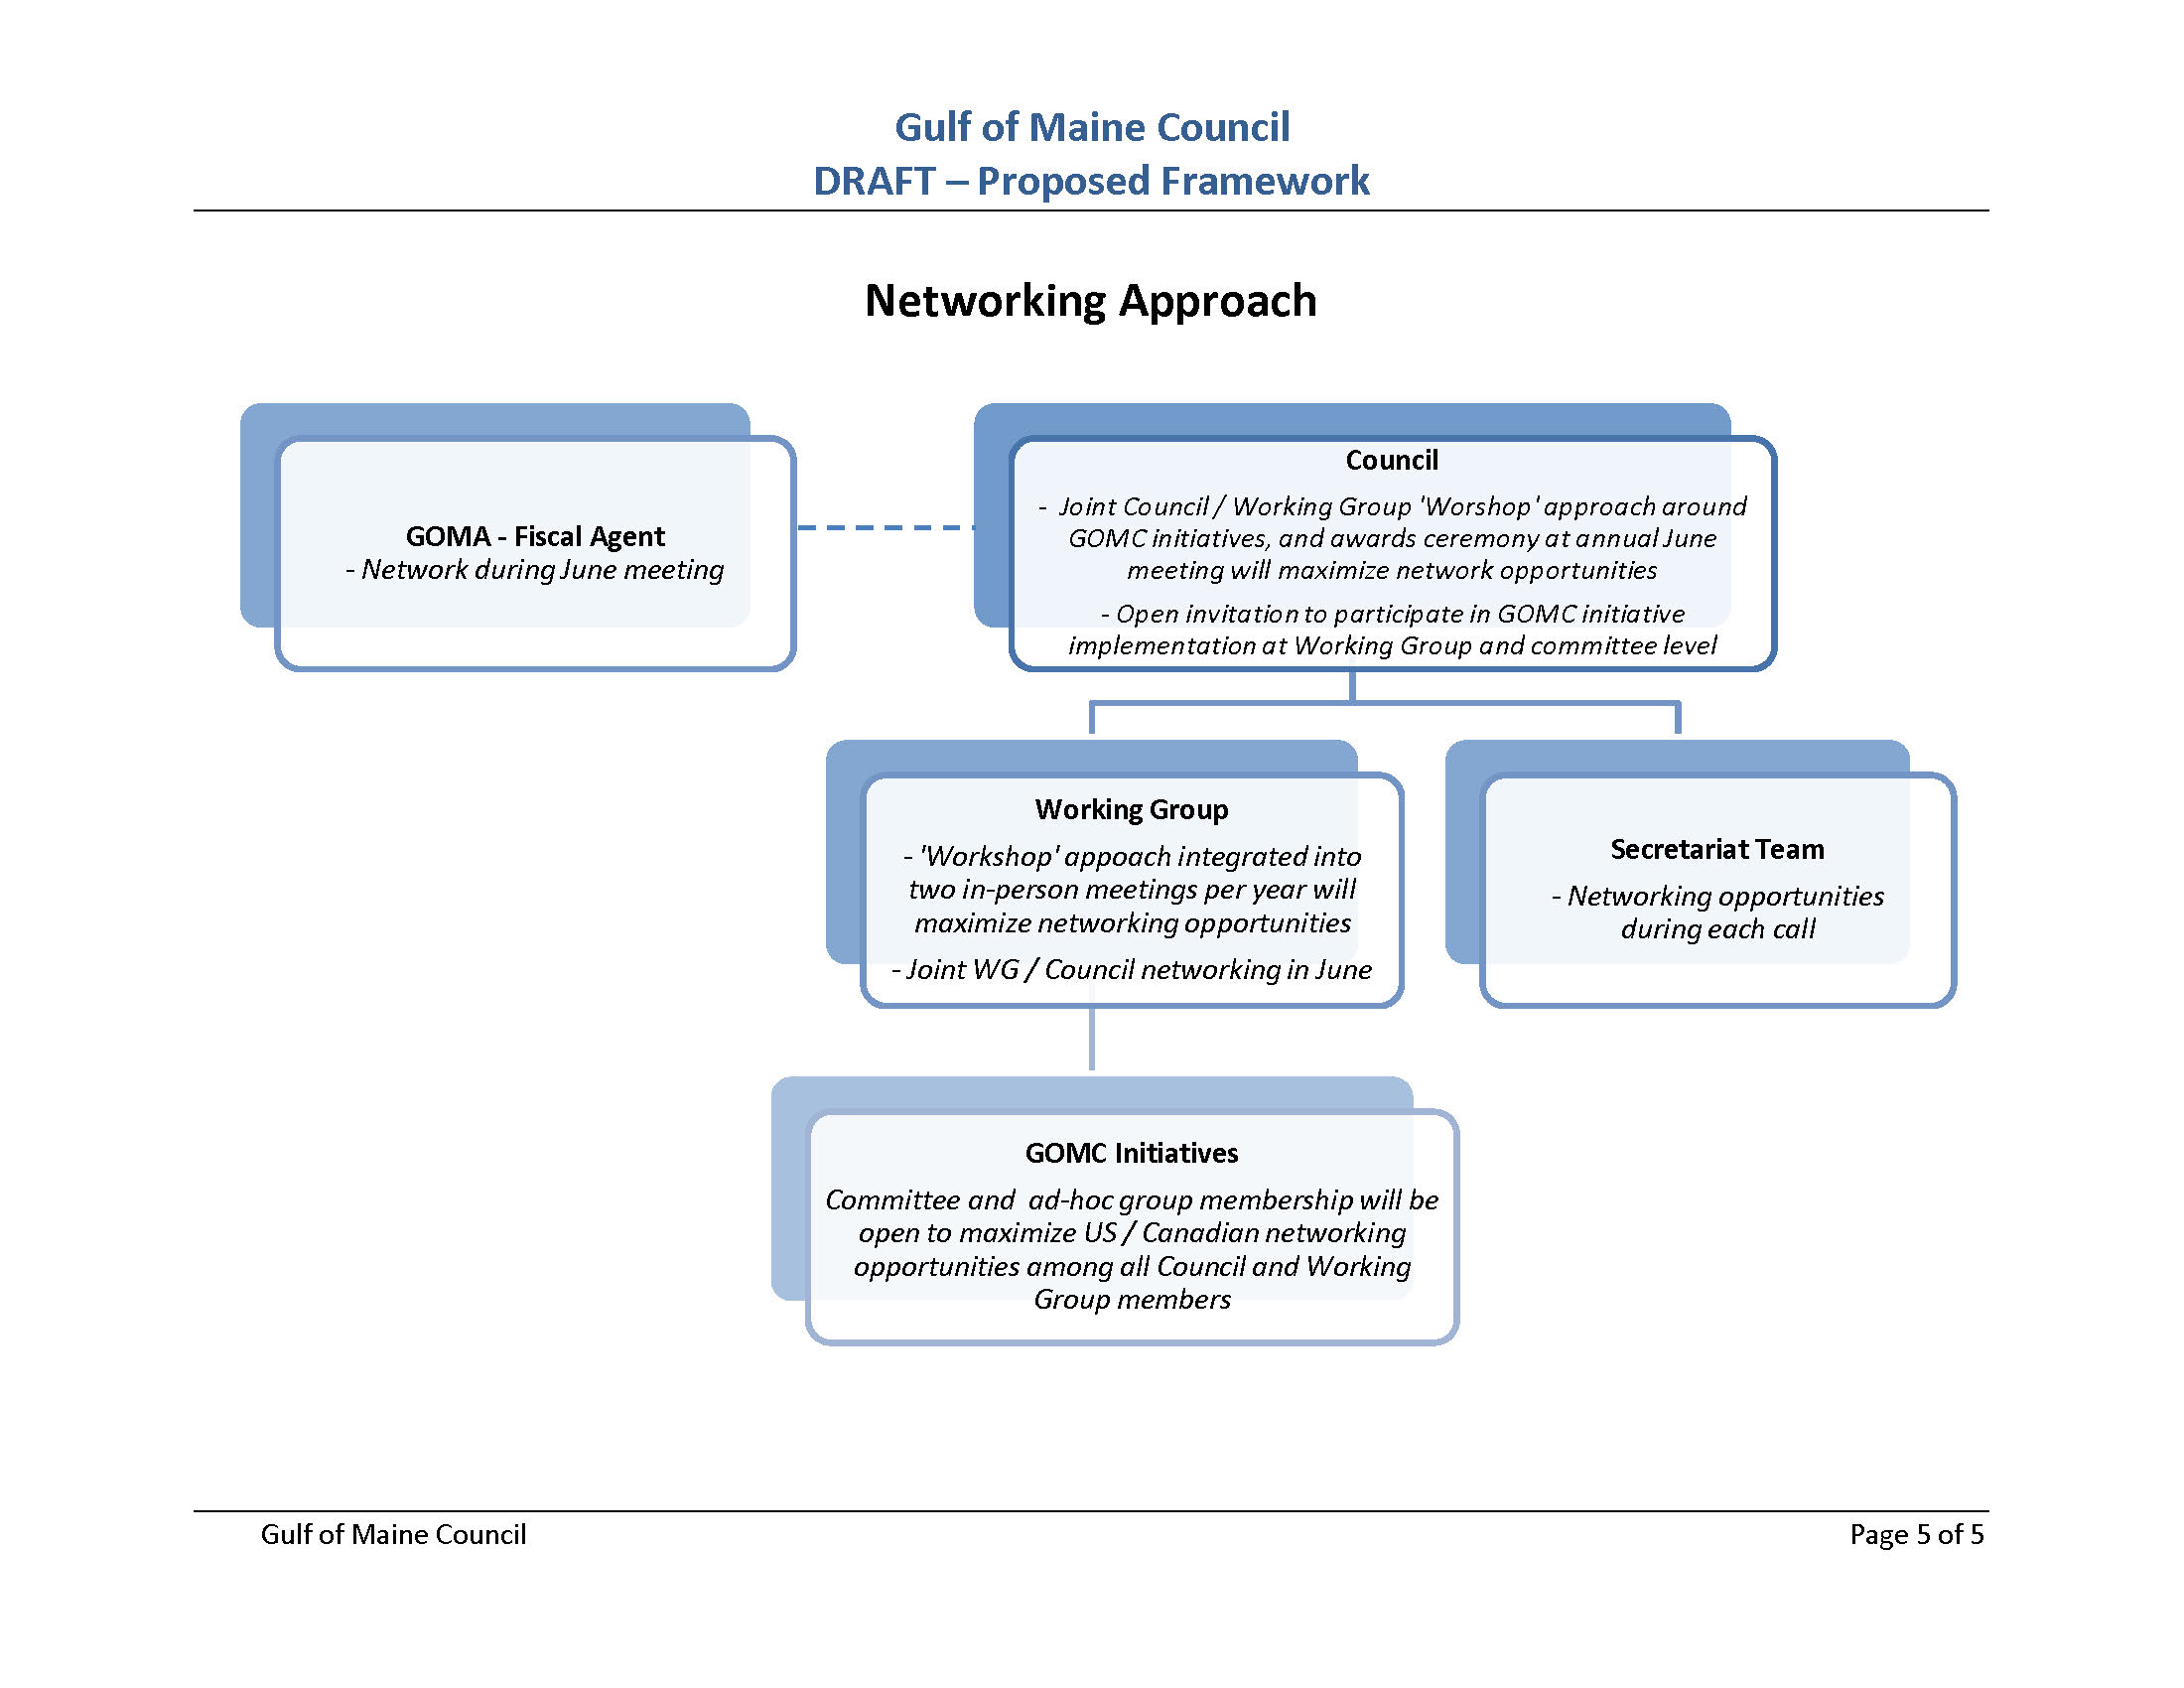 Gulf of Maine Council
DRAFT – Proposed Framework
Networking Approach
GOMA - Fiscal Agent
- Network during June meeting
Council
- Joint Council / Working Group 'Worshop' approach around
GOMC initiatives, and awards ceremony at annual June
meeting will maximize network opportunities
- Open invitation to participate in GOMC initiative
implementation at Working Group and committee level
Working Group
- 'Workshop' appoach integrated into
two in-person meetings per year will
maximize networking opportunities
- Joint WG / Council networking in June
Secretariat Team
- Networking opportunities
during each call
GOMC Initiatives
Committee and ad-hoc group membership will be
open to maximize US / Canadian networking
opportunities among all Council and Working
Group members
Gulf of Maine Council
Page 5 of 5